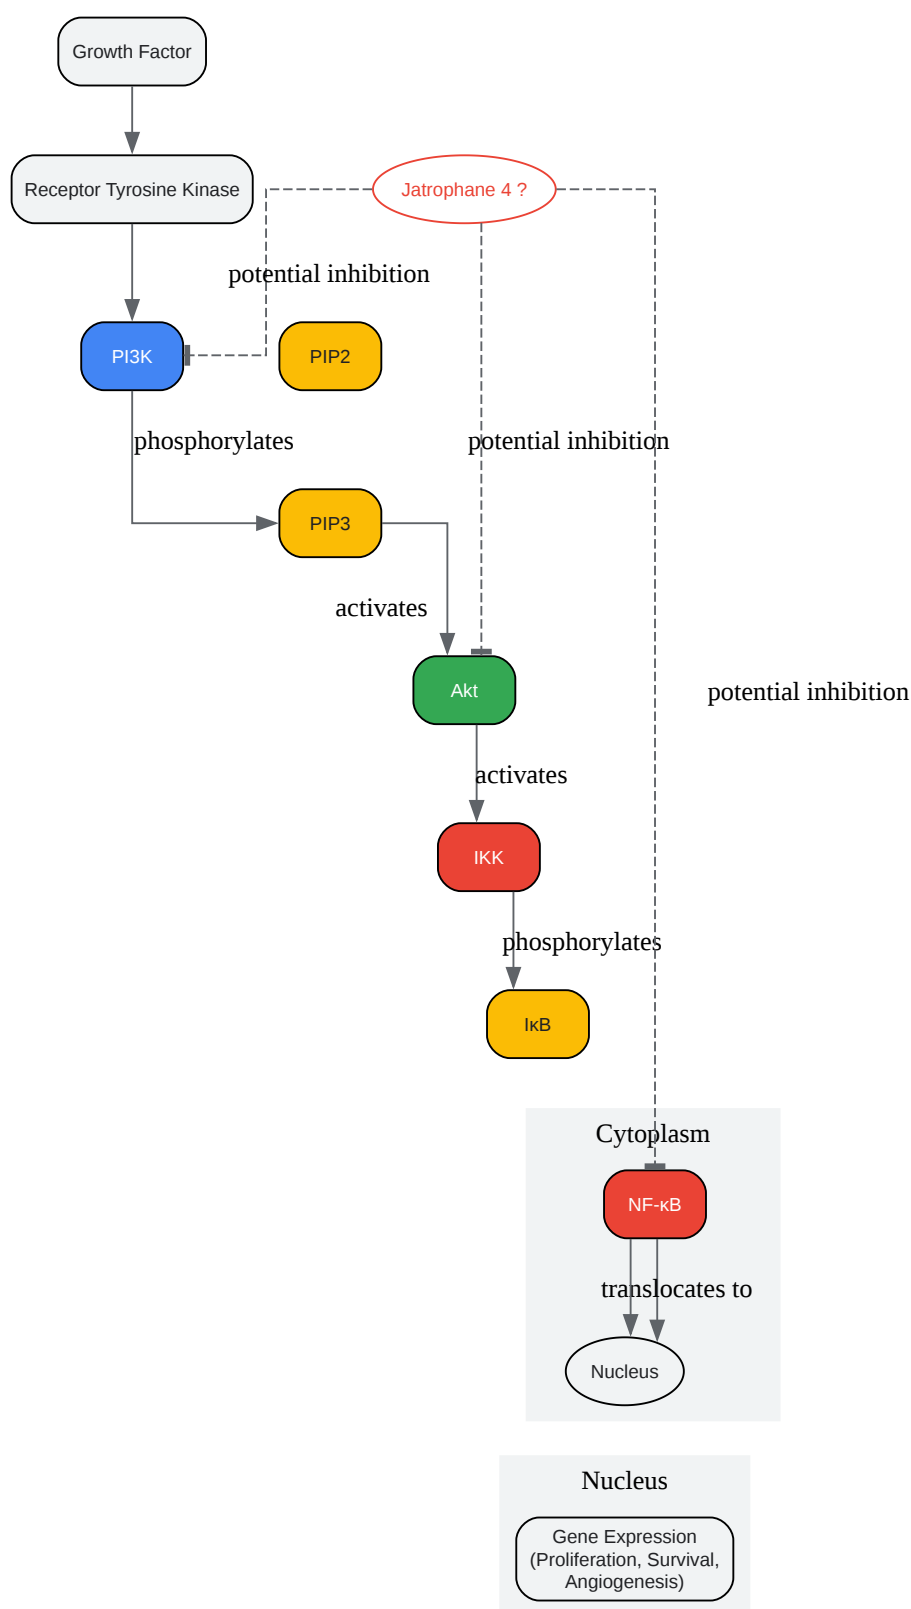 Growth Factor
Receptor Tyrosine Kinase
Jatrophane 4 ?
potential inhibition
PI3K
PIP2
phosphorylates
potential inhibition
PIP3
activates
Akt
potential inhibition
activates
IKK
phosphorylates
IκB
Cytoplasm
NF-κB
translocates to
Nucleus
Nucleus
Gene Expression
(Proliferation, Survival,
Angiogenesis)